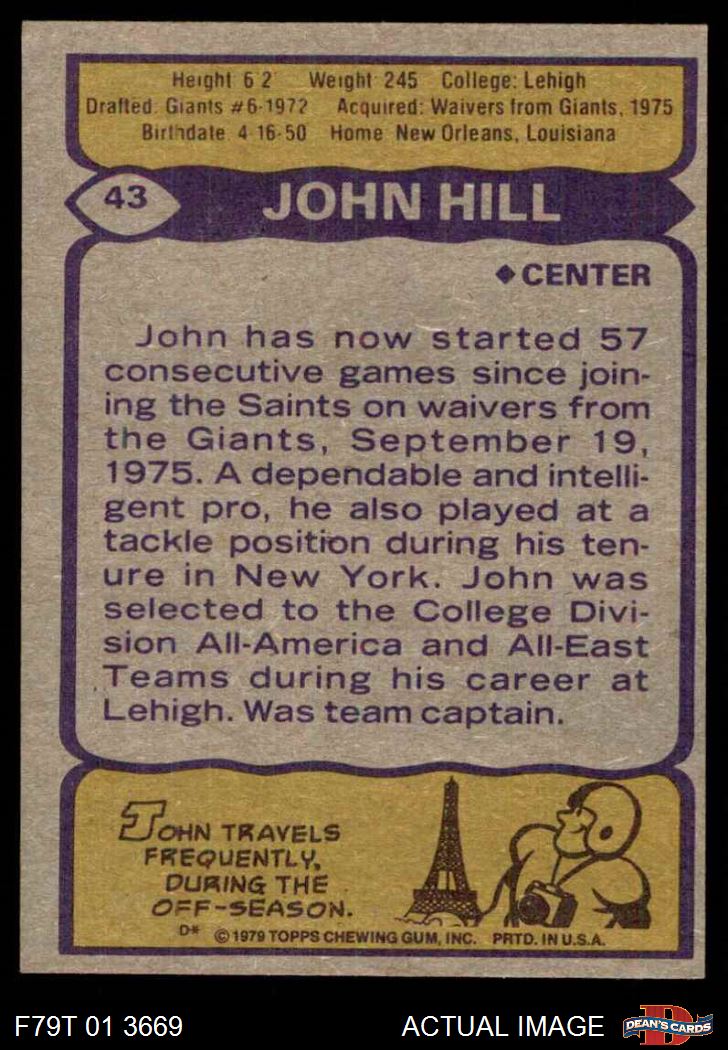 Height 6 2 Weight 245 College: Lehigh
Drafted Giants #6-1972 Acquired: Waivers from Giants, 1975
Birthdate 4-16-50 Home New Orleans, Louisiana
43 JOHN HILL
◆ CENTER
John has now started 57
consecutive games since join-
ing the Saints on waivers from
the Giants, September 19,
1975. A dependable and intelli-
gent pro, he also played at a
tackle position during his ten-
ure in New York. John was
selected to the College Divi-
sion All-America and All-East
Teams during his career at
Lehigh. Was team captain.
JOHN TRAVELS
FREQUENTLY,
DURING THE
OFF-SEASON.
D* © 1979 TOPPS CHEWING GUM, INC. PRTD. IN U.S.A.
F79T 01 3669 ACTUAL IMAGE D DEAN'S CARDS